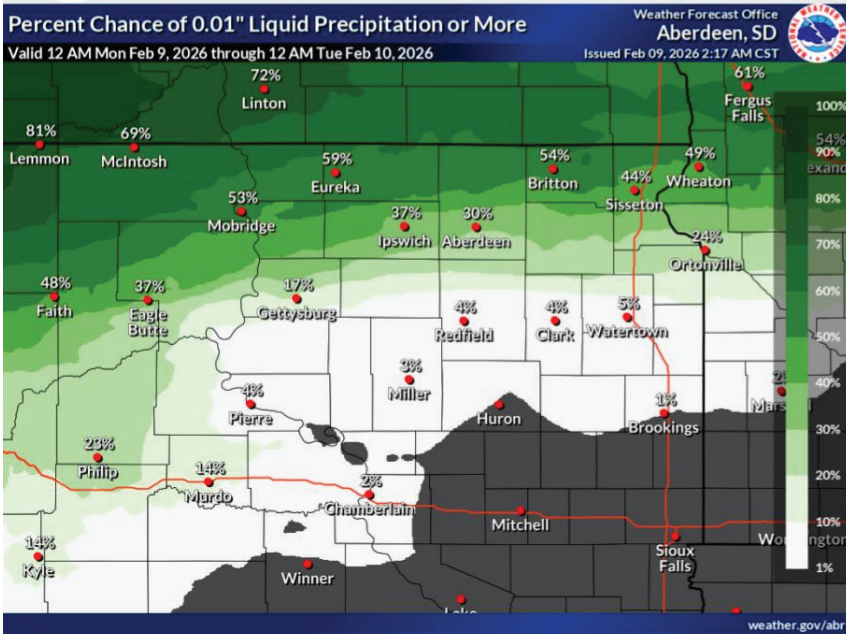 Percent Chance of 0.01" Liquid Precipitation or More
Valid 12 AM Mon Feb 9, 2026 through 12 AM Tue Feb 10, 2026
Weather Forecast Office
Aberdeen, SD
Issued Feb 09, 2026 2:17 AM CST
72%
Linton
61%
Fergus
Falls
81%
Lemmon
69%
McIntosh
59%
Eureka
54%
Britton
44%
Sisseton
49%
Wheaton
54%
53%
Mobridge
37%
Ipswich
30%
Aberdeen
24%
Ortonville
48%
Faith
37%
Eagle
Butte
17%
Gettysburg
4%
Redfield
4%
Clark
5%
Watertown
3%
Miller
4%
Pierre
Huron
1%
Brookings
23%
Philip
14%
Murdo
2%
Chamberlain
Mitchell
Sioux
Falls
14%
Kyle
Winner
100%
90%
80%
70%
60%
50%
40%
30%
20%
10%
1%
weather.gov/abr